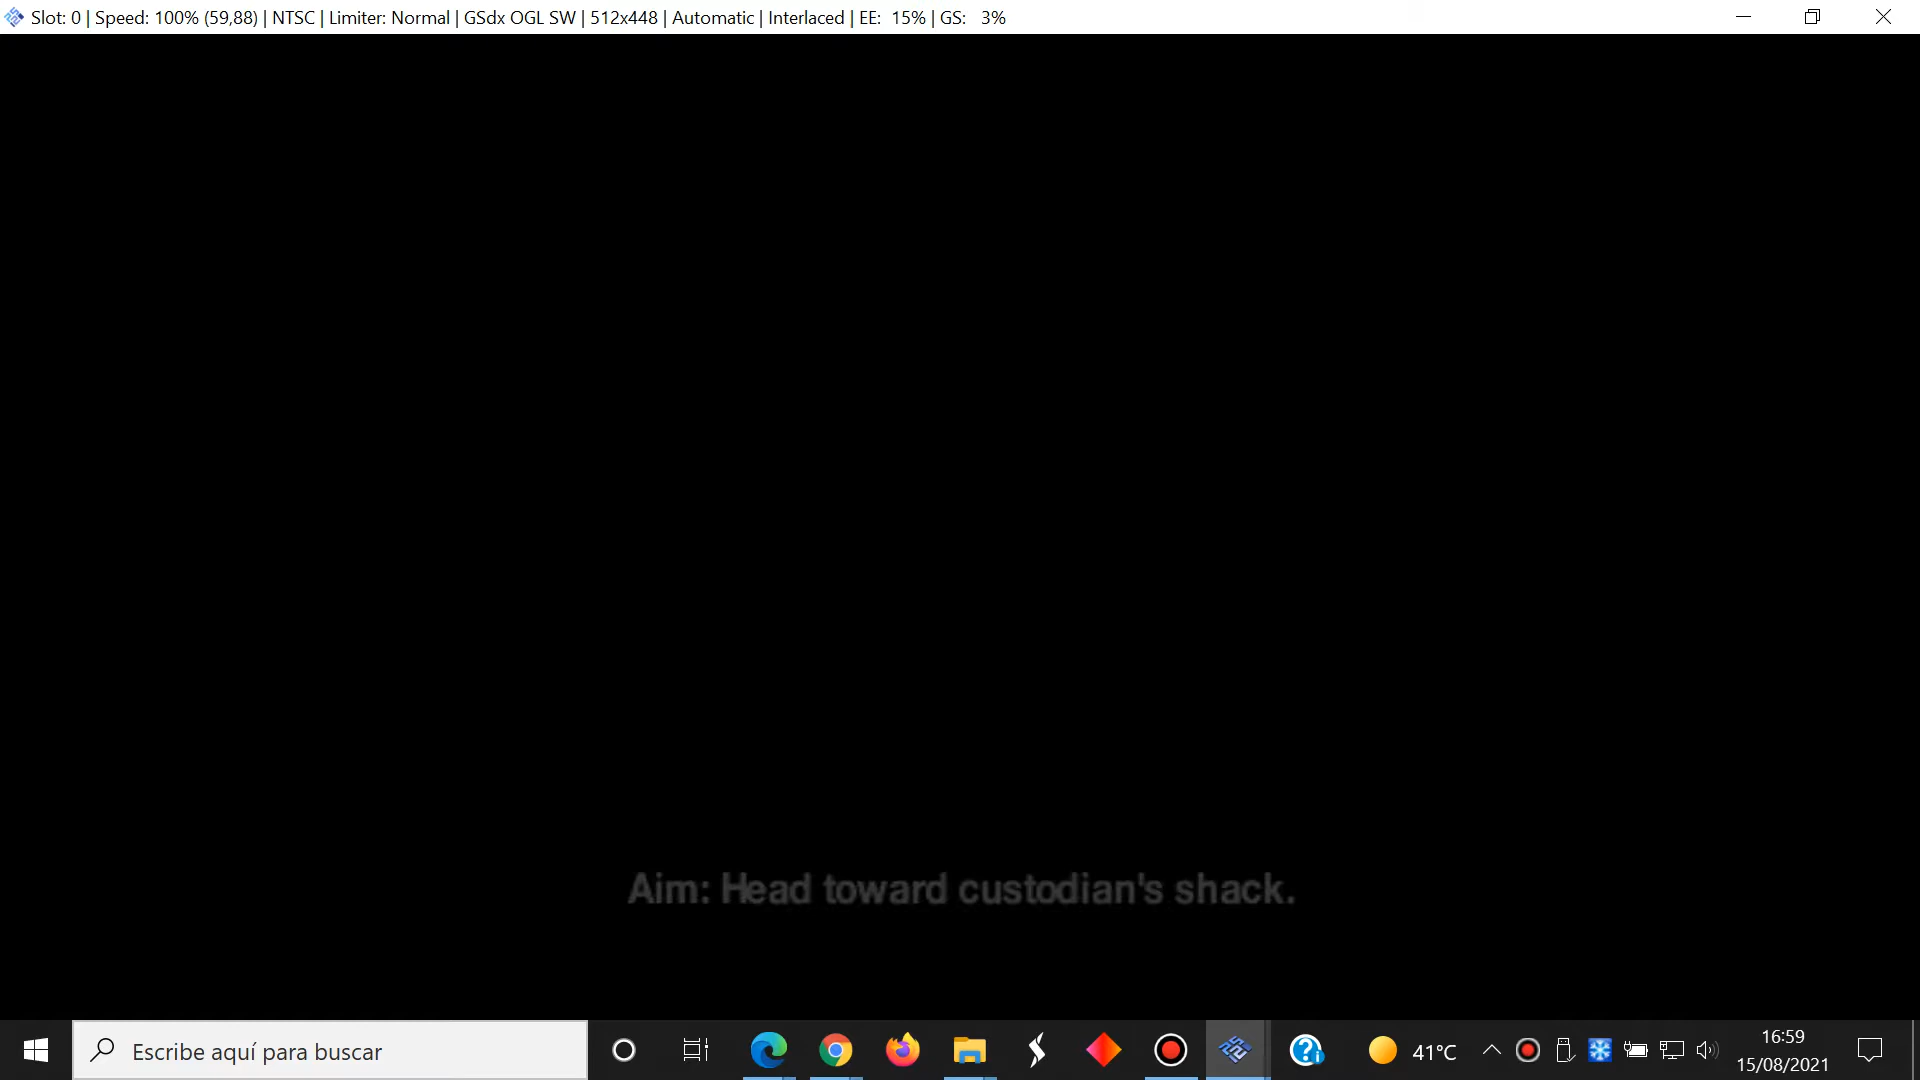 Slot: 0 | Speed: 100% (59,88) | NTSC | Limiter: Normal | GSdx OGL SW | 512x448 | Automatic | Interlaced | EE:  15% | GS:   3%
Aim: Head toward custodian's shack.
Escribe aquí para buscar
41°C
16:59
15/08/2021